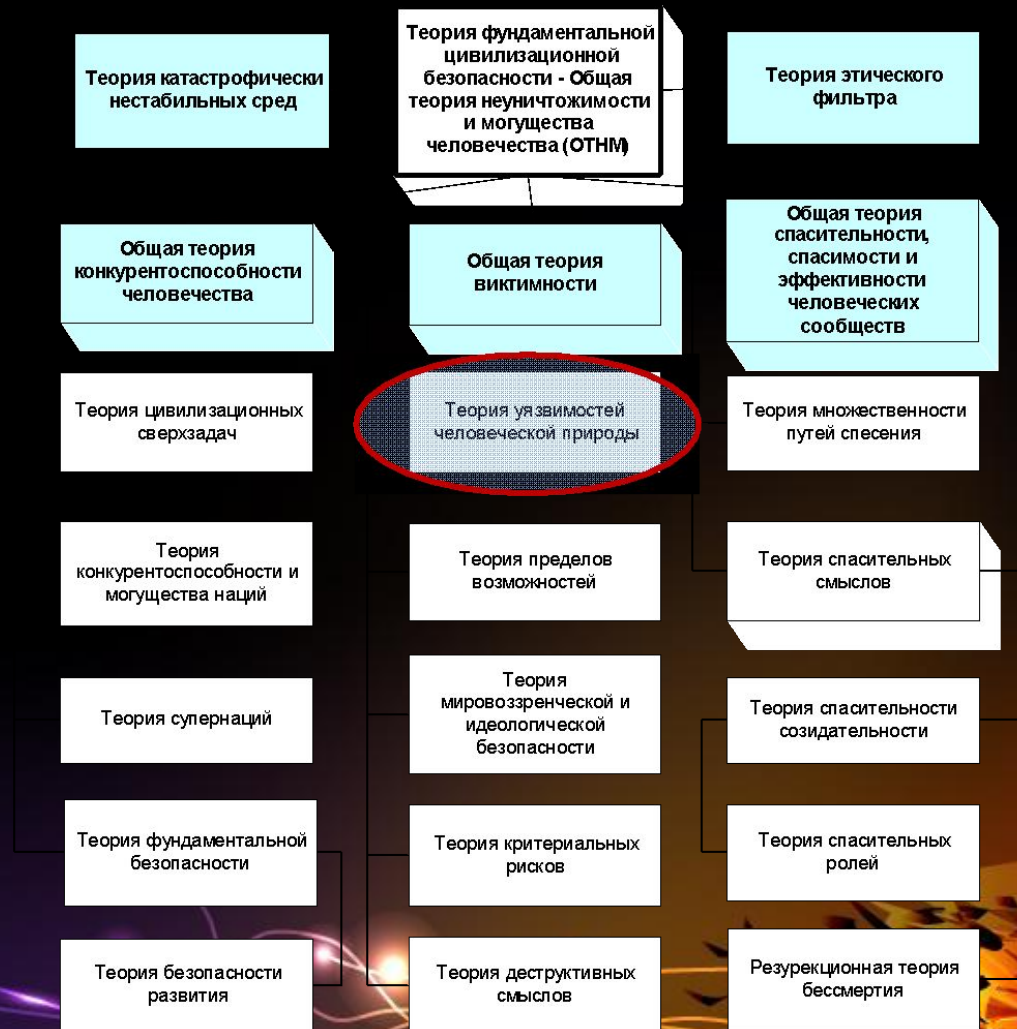 Теория катастрофически
нестабильных сред
Теория фундаментальной
цивилизационной
безопасности - Общая
теория неуничтожимости
и могущества
человечества (ОТНМ)
Теория этического
фильтра
Общая теория
конкурентоспособности
человечества
Общая теория
виктимности
Общая теория
спасительности,
спасимости и
эффективности
человеческих
сообществ
Теория цивилизационных
сверхзадач
Теория уязвимостей
человеческой природы
Теория множественности
путей спесения
Теория
конкурентоспособности и
могущества наций
Теория пределов
возможностей
Теория спасительных
смыслов
Теория супернаций
Теория
мировоззренческой и
идеологической
безопасности
Теория спасительности
созидательности
Теория фундаментальной
безопасности
Теория критериальных
рисков
Теория спасительных
ролей
Теория безопасности
развития
Теория деструктивных
смыслов
Резурекционная теория
бессмертия